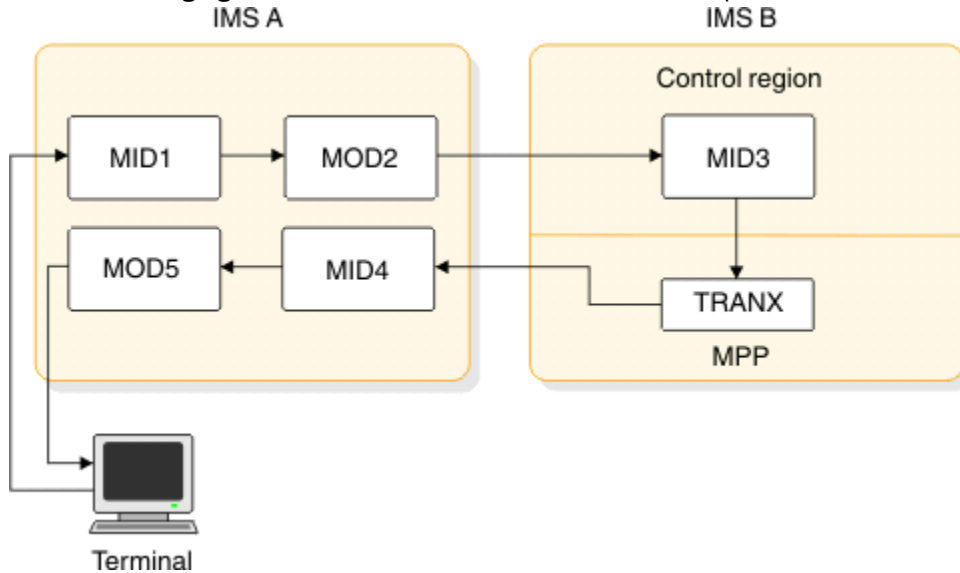 IMS A
IMS B
Control region
MID1
MOD2
MID3
MOD5
MID4
TRANX
MPP
Terminal